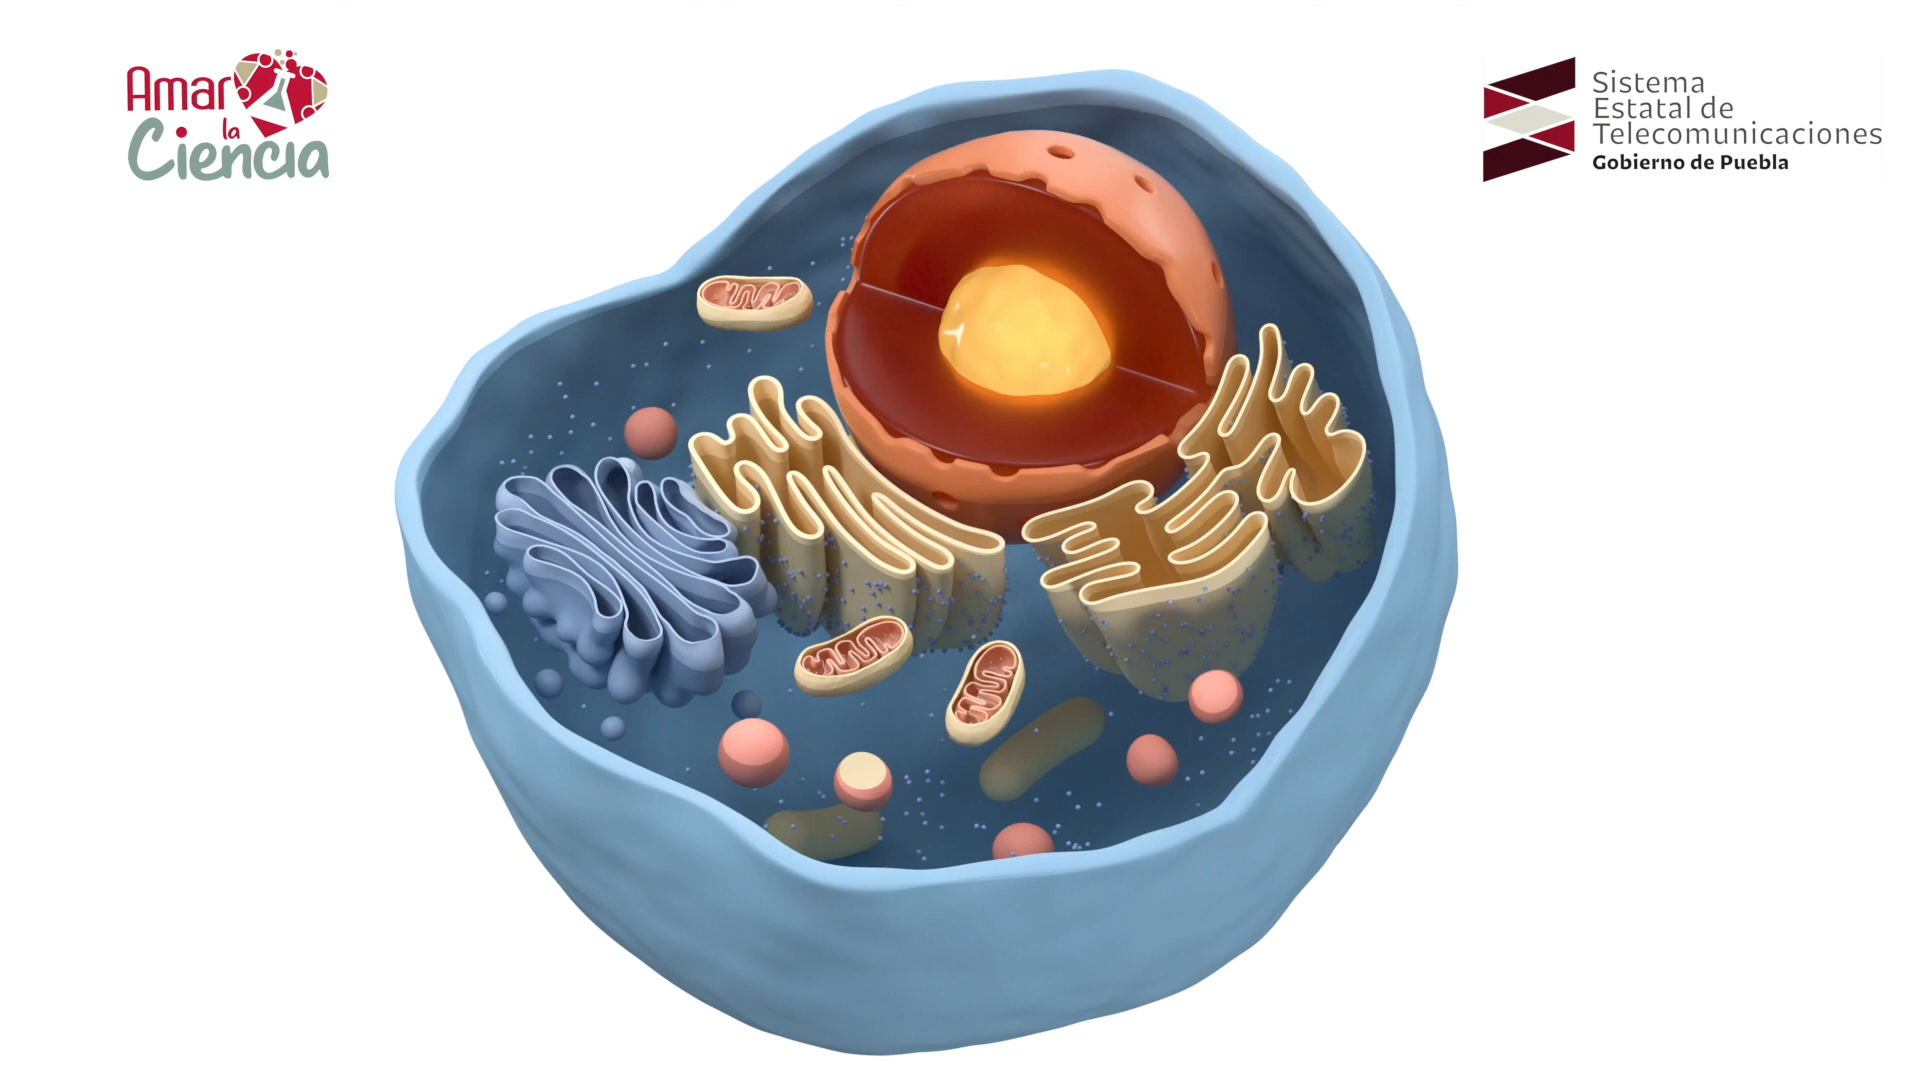 Amar
la
Ciencia
Sistema
Estatal de
Telecomunicaciones
Gobierno de Puebla